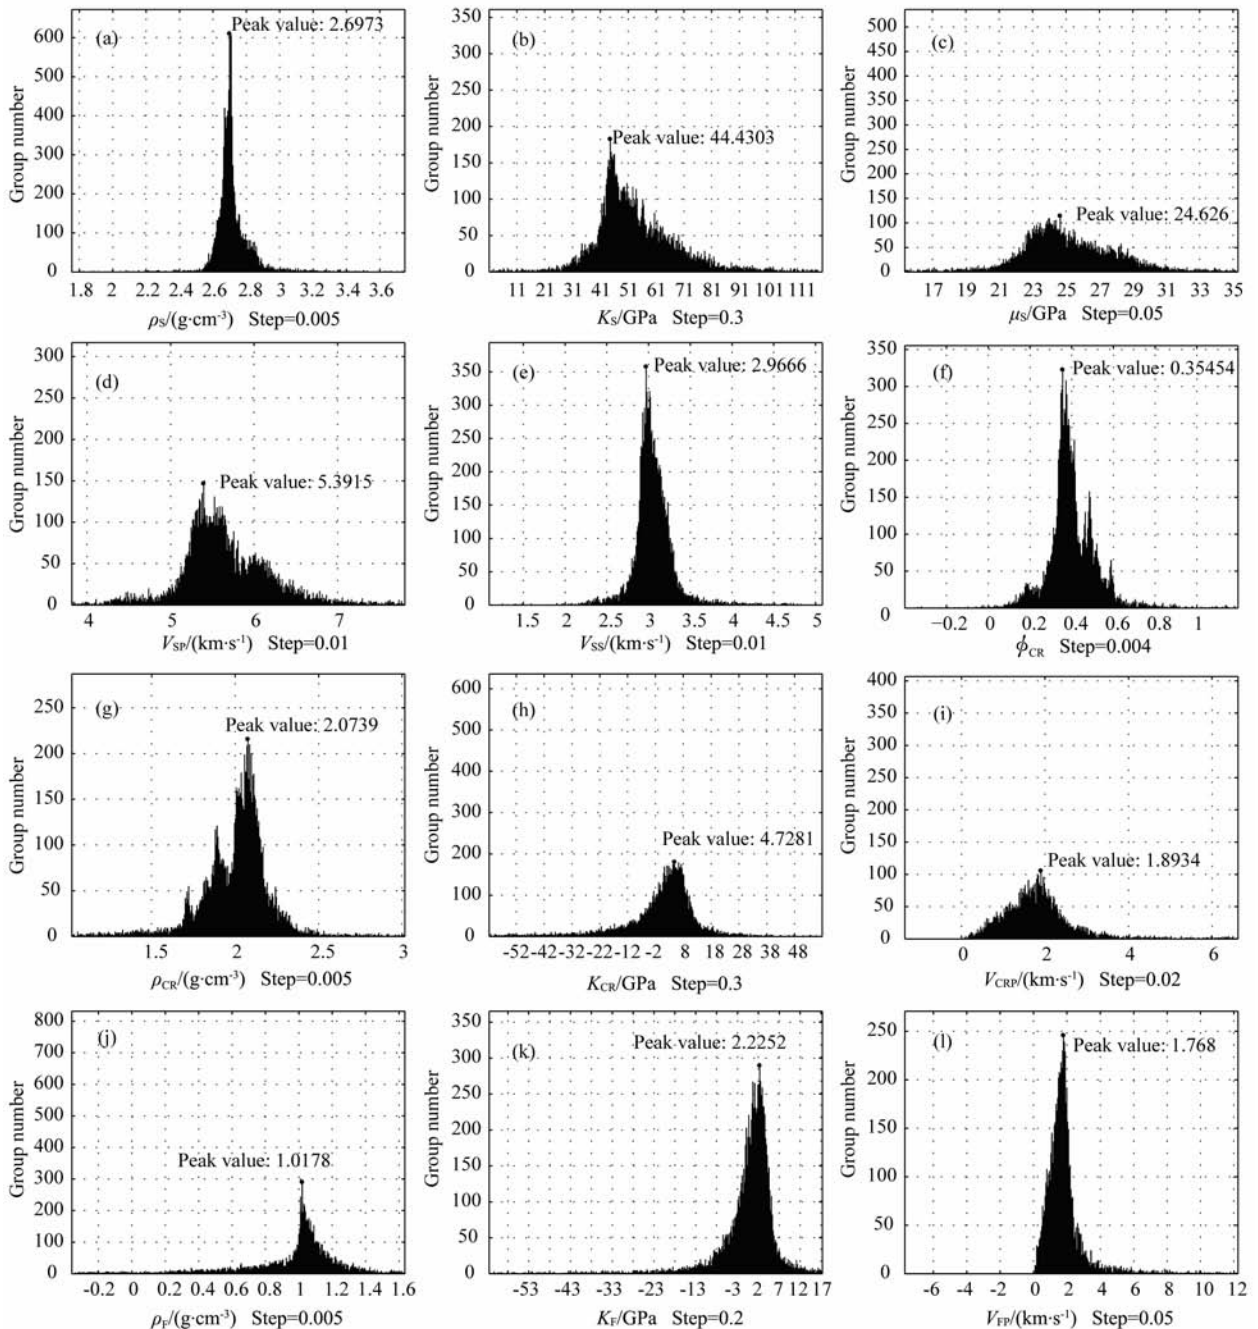 (a)
Peak value: 2.6973
Group number
600
500
400
300
200
100
0
1.8 2 2.2 2.4 2.6 2.8 3 3.2 3.4 3.6
ρS/(g·cm-3) Step=0.005
(b)
Peak value: 44.4303
Group number
350
300
250
200
150
100
50
0
11 21 31 41 51 61 71 81 91 101 111
KS/GPa Step=0.3
(c)
Peak value: 24.626
Group number
500
450
400
350
300
250
200
150
100
50
0
17 19 21 23 25 27 29 31 33 35
μS/GPa Step=0.05
(d)
Peak value: 5.3915
Group number
300
250
200
150
100
50
0
4 5 6 7
VSP/(km·s-1) Step=0.01
(e)
Peak value: 2.9666
Group number
350
300
250
200
150
100
50
0
1.5 2 2.5 3 3.5 4 4.5 5
VSS/(km·s-1) Step=0.01
(f)
Peak value: 0.35454
Group number
350
300
250
200
150
100
50
0
−0.2 0 0.2 0.4 0.6 0.8 1
ϕCR Step=0.004
(g)
Peak value: 2.0739
Group number
250
200
150
100
50
0
1.5 2 2.5 3
ρCR/(g·cm-3) Step=0.005
(h)
Peak value: 4.7281
Group number
600
500
400
300
200
100
0
-52 -42 -32 -22 -12 -2 8 18 28 38 48
KCR/GPa Step=0.3
(i)
Peak value: 1.8934
Group number
400
350
300
250
200
150
100
50
0
0 2 4 6
VCRP/(km·s-1) Step=0.02
(j)
Peak value: 1.0178
Group number
800
700
600
500
400
300
200
100
0
-0.2 0 0.2 0.4 0.6 0.8 1 1.2 1.4 1.6
ρF/(g·cm-3) Step=0.005
(k)
Peak value: 2.2252
Group number
350
300
250
200
150
100
50
0
-53 -43 -33 -23 -13 -3 2 7 12 17
KF/GPa Step=0.2
(l)
Peak value: 1.768
Group number
250
200
150
100
50
0
-6 -4 -2 0 2 4 6 8 10 12
VFP/(km·s-1) Step=0.05